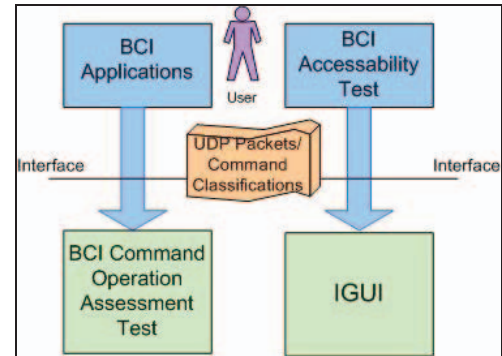 BCI
Applications
User
BCI
Accessability
Test
UDP Packets/
Command
Classifications
Interface
Interface
BCI Command
Operation
Assessment
Test
IGUI